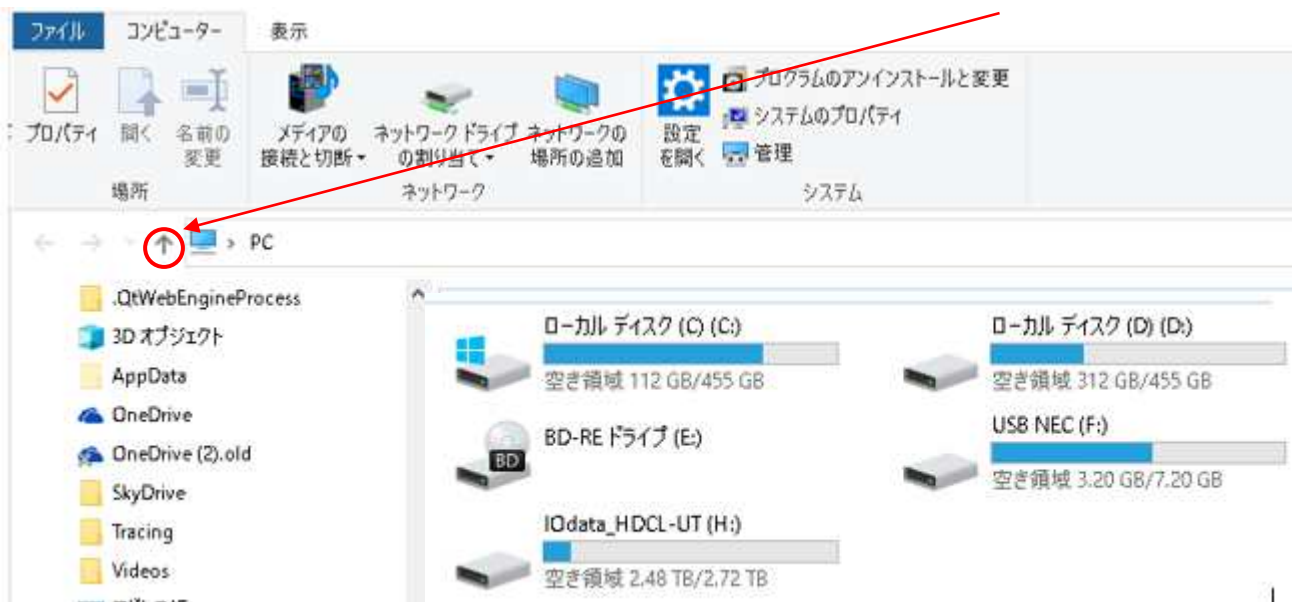 ファイル コンピューター 表示
プロパティ 開く 名前の
変更
メディアの
接続と切断
ネットワーク ドライブ
の割り当て
ネットワークの
場所の追加
設定
を開く
プログラムのアンインストールと変更
システムのプロパティ
管理
場所 ネットワーク システム
PC
.QtWebEngineProcess
3D オブジェクト
AppData
OneDrive
OneDrive (2).old
SkyDrive
Tracing
Videos
ローカル ディスク (C) (C:)
空き領域 112 GB/455 GB
ローカル ディスク (D) (D:)
空き領域 312 GB/455 GB
BD-RE ドライブ (E:)
BD
USB NEC (F:)
空き領域 3.20 GB/7.20 GB
IOdata_HDCL-UT (H:)
空き領域 2.48 TB/2.72 TB